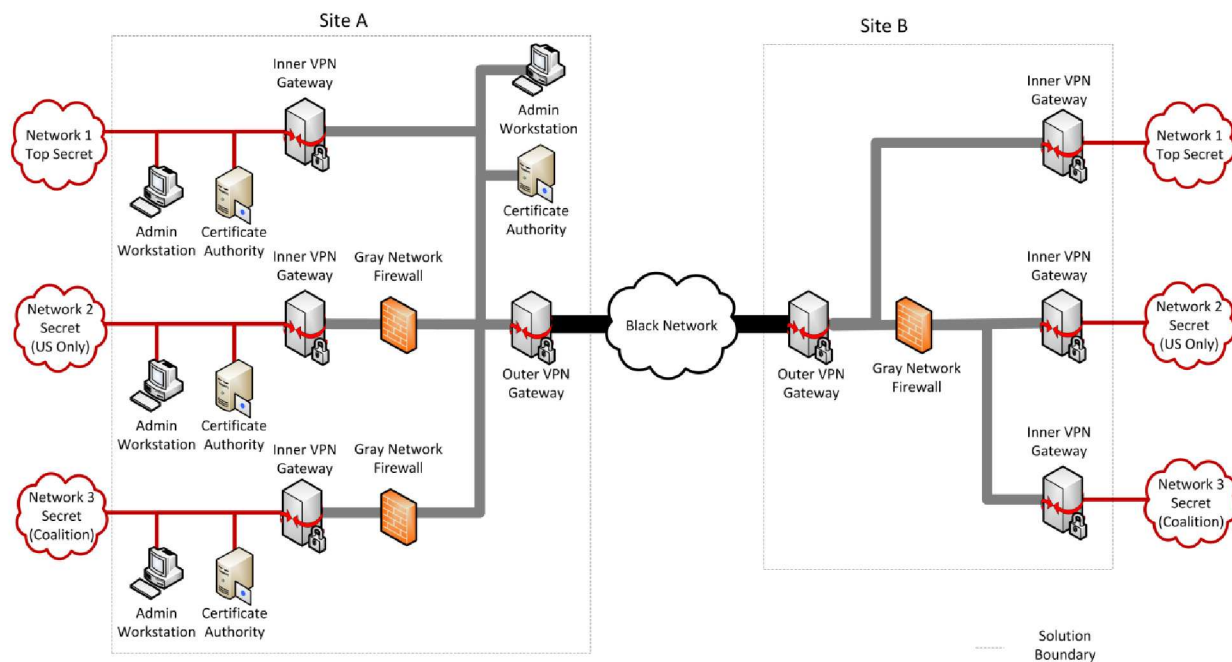 Site A
Site B
Inner VPN
Gateway
Admin
Workstation
Inner VPN
Gateway
Network 1
Top Secret
Network 1
Top Secret
Admin
Workstation
Certificate
Authority
Certificate
Authority
Inner VPN
Gateway
Gray Network
Firewall
Inner VPN
Gateway
Network 2
Secret
(US Only)
Black Network
Network 2
Secret
(US Only)
Outer VPN
Gateway
Outer VPN
Gateway
Gray Network
Firewall
Admin
Workstation
Certificate
Authority
Inner VPN
Gateway
Gray Network
Firewall
Inner VPN
Gateway
Network 3
Secret
(Coalition)
Network 3
Secret
(Coalition)
Admin
Workstation
Certificate
Authority
Solution
Boundary